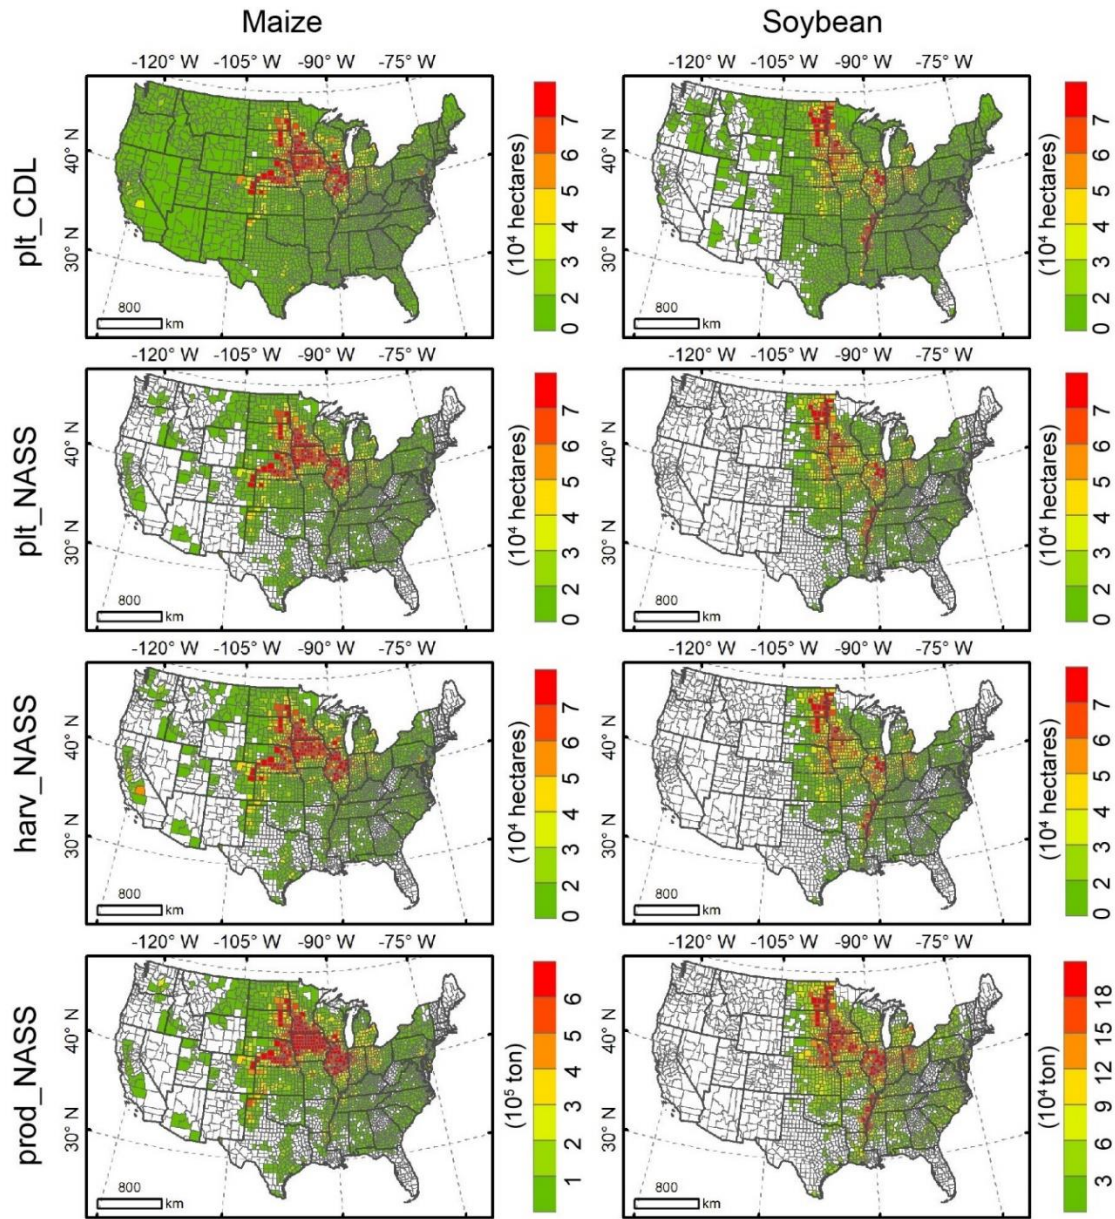 Maize
Soybean
-120° W -105° W -90° W -75° W
-120° W -105° W -90° W -75° W
plt_CDL
40° N
30° N
800
km
7
6
5
4
3
2
0
(10⁴ hectares)
40° N
30° N
800
km
7
6
5
4
3
2
0
(10⁴ hectares)
-120° W -105° W -90° W -75° W
-120° W -105° W -90° W -75° W
plt_NASS
40° N
30° N
800
km
7
6
5
4
3
2
0
(10⁴ hectares)
40° N
30° N
800
km
7
6
5
4
3
2
0
(10⁴ hectares)
-120° W -105° W -90° W -75° W
-120° W -105° W -90° W -75° W
harv_NASS
40° N
30° N
800
km
7
6
5
4
3
2
0
(10⁴ hectares)
40° N
30° N
800
km
7
6
5
4
3
2
0
(10⁴ hectares)
-120° W -105° W -90° W -75° W
-120° W -105° W -90° W -75° W
prod_NASS
40° N
30° N
800
km
6
5
4
3
2
1
(10⁵ ton)
40° N
30° N
800
km
18
15
12
9
6
3
(10⁴ ton)